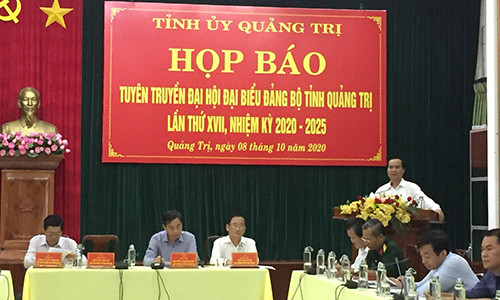 TỈNH ỦY QUẢNG TRỊ
HỌP BÁO
TUYÊN TRUYỀN ĐẠI HỘI ĐẠI BIỂU ĐẢNG BỘ TỈNH QUẢNG TRỊ
LẦN THỨ XVII, NHIỆM KỲ 2020 - 2025
Quảng Trị, ngày 08 tháng 10 năm 2020